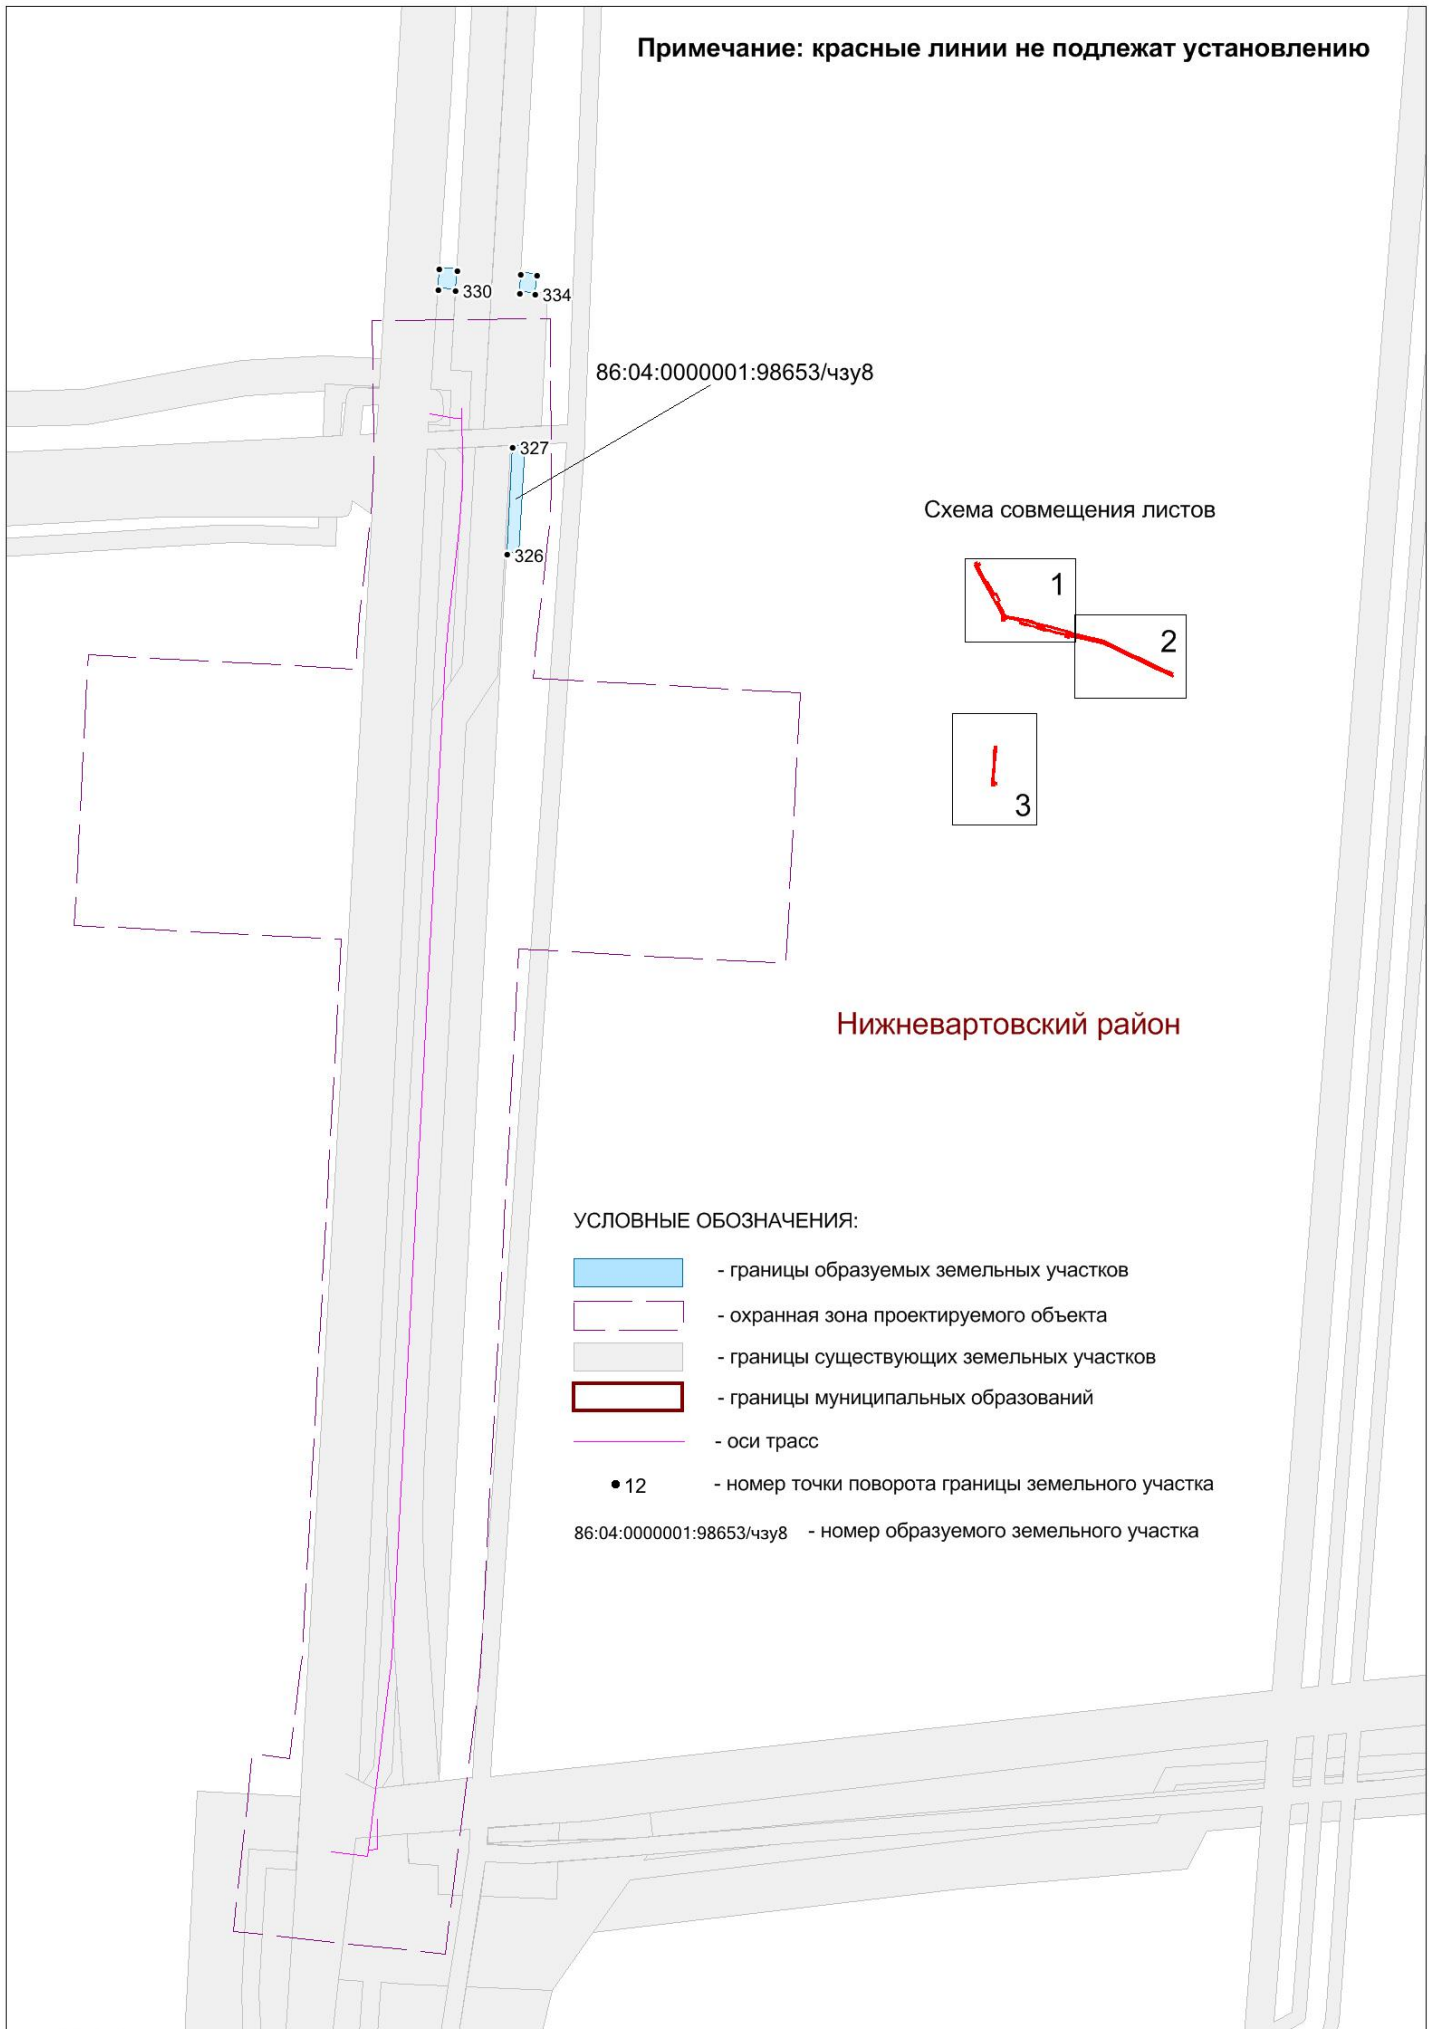 Примечание: красные линии не подлежат установлению
330
334
86:04:0000001:98653/чзу8
327
326
Схема совмещения листов
1
2
3
Нижневартовский район
УСЛОВНЫЕ ОБОЗНАЧЕНИЯ:
- границы образуемых земельных участков
- охранная зона проектируемого объекта
- границы существующих земельных участков
- границы муниципальных образований
- оси трасс
12 - номер точки поворота границы земельного участка
86:04:0000001:98653/чзу8 - номер образуемого земельного участка